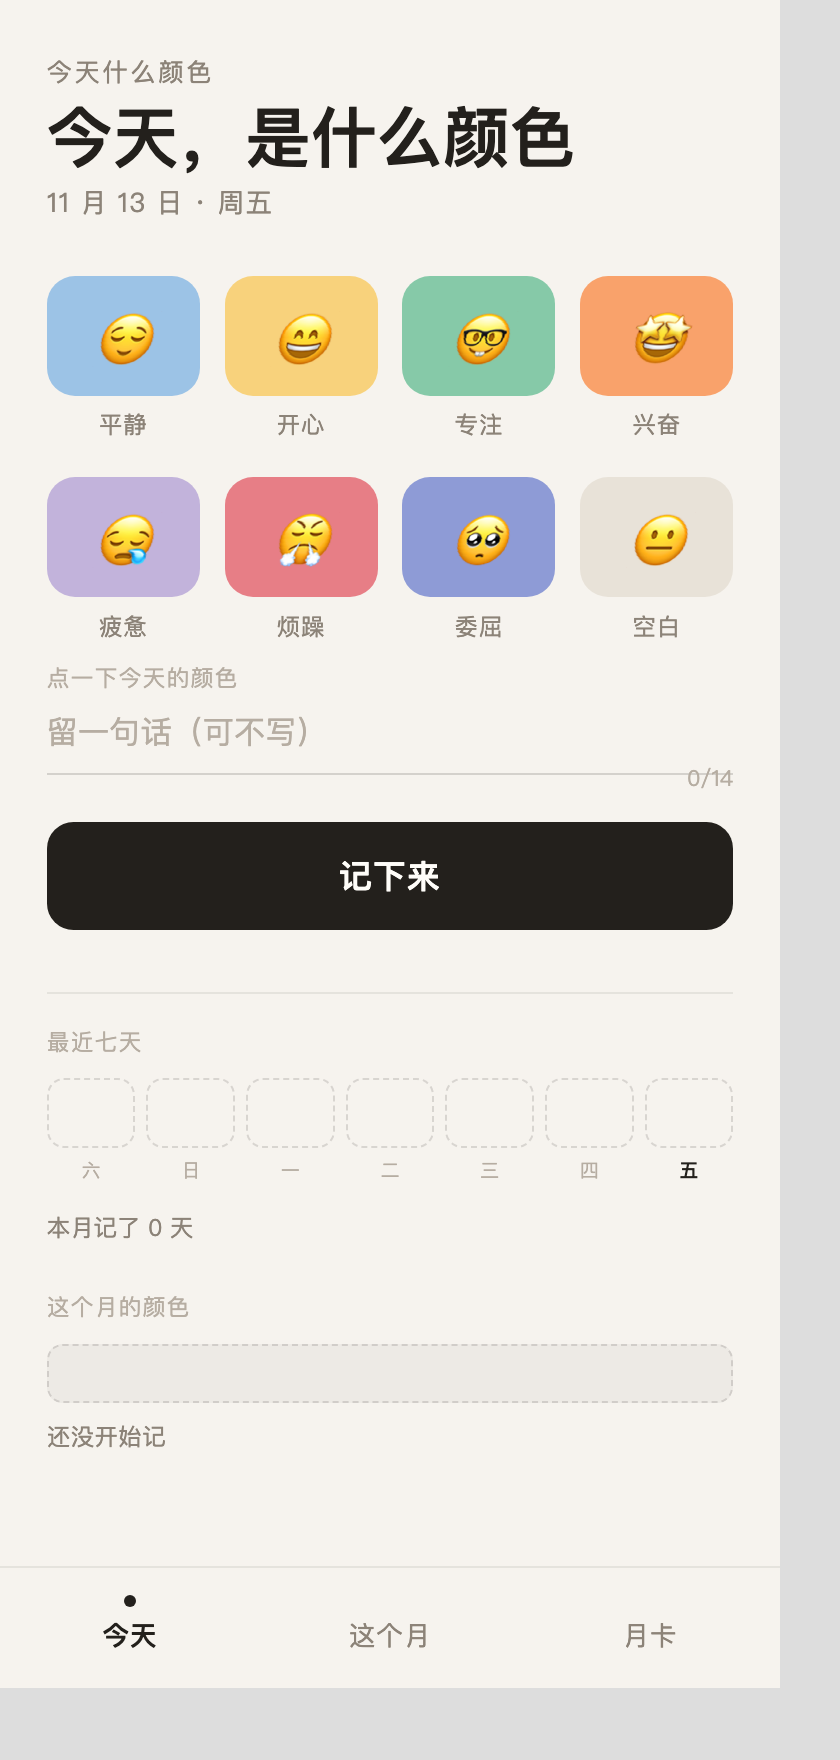 今天什么颜色
今天，是什么颜色
11 月 13 日 · 周五
平静 开心 专注 兴奋
疲惫 烦躁 委屈 空白
点一下今天的颜色
留一句话（可不写）
0/14
记下来
最近七天
六 日 一 二 三 四 五
本月记了 0 天
这个月的颜色
还没开始记
今天 这个月 月卡